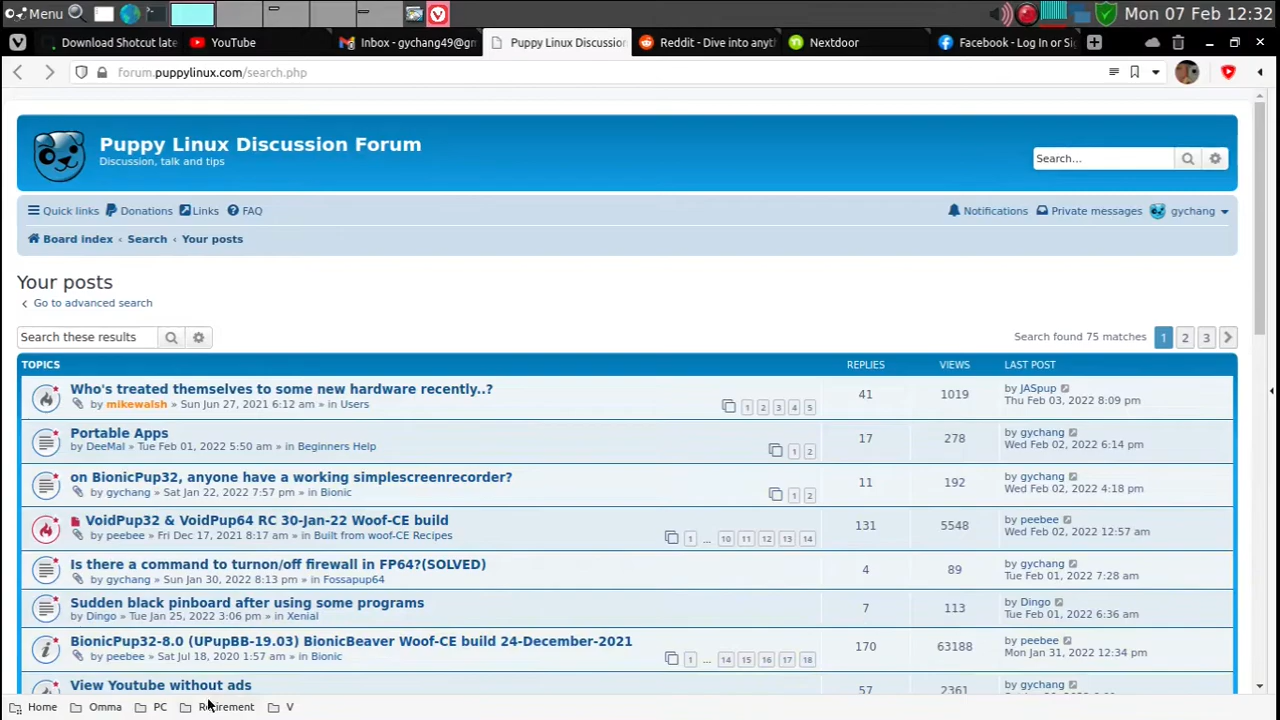 Menu Mon 07 Feb 12:32
Download Shotcut late YouTube Inbox - gychang49@gm Puppy Linux Discussion Reddit - Dive into anyt Nextdoor Facebook - Log In or Sig
forum.puppylinux.com/search.php
Puppy Linux Discussion Forum
Discussion, talk and tips
Search...
Quick links Donations Links FAQ Notifications Private messages gychang
Board index ‹ Search ‹ Your posts
Your posts
‹ Go to advanced search
Search these results Search found 75 matches 1 2 3
TOPICS REPLIES VIEWS LAST POST
Who's treated themselves to some new hardware recently..? 41 1019 by JASpup
by mikewalsh » Sun Jun 27, 2021 6:12 am » in Users 1 2 3 4 5 Thu Feb 03, 2022 8:09 pm
Portable Apps 17 278 by gychang
by DeeMal » Tue Feb 01, 2022 5:50 am » in Beginners Help 1 2 Wed Feb 02, 2022 6:14 pm
on BionicPup32, anyone have a working simplescreenrecorder? 11 192 by gychang
by gychang » Sat Jan 22, 2022 7:57 pm » in Bionic 1 2 Wed Feb 02, 2022 4:18 pm
VoidPup32 & VoidPup64 RC 30-Jan-22 Woof-CE build 131 5548 by peebee
by peebee » Fri Dec 17, 2021 8:17 am » in Built from woof-CE Recipes 1 ... 10 11 12 13 14 Wed Feb 02, 2022 12:57 am
Is there a command to turnon/off firewall in FP64?(SOLVED) 4 89 by gychang
by gychang » Sun Jan 30, 2022 8:13 pm » in Fossapup64 Tue Feb 01, 2022 7:28 am
Sudden black pinboard after using some programs 7 113 by Dingo
by Dingo » Tue Jan 25, 2022 3:06 pm » in Xenial Tue Feb 01, 2022 6:36 am
BionicPup32-8.0 (UPupBB-19.03) BionicBeaver Woof-CE build 24-December-2021 170 63188 by peebee
by peebee » Sat Jul 18, 2020 1:57 am » in Bionic 1 ... 14 15 16 17 18 Mon Jan 31, 2022 12:34 pm
View Youtube without ads 57 2361 by gychang
Home Omma PC Retirement V